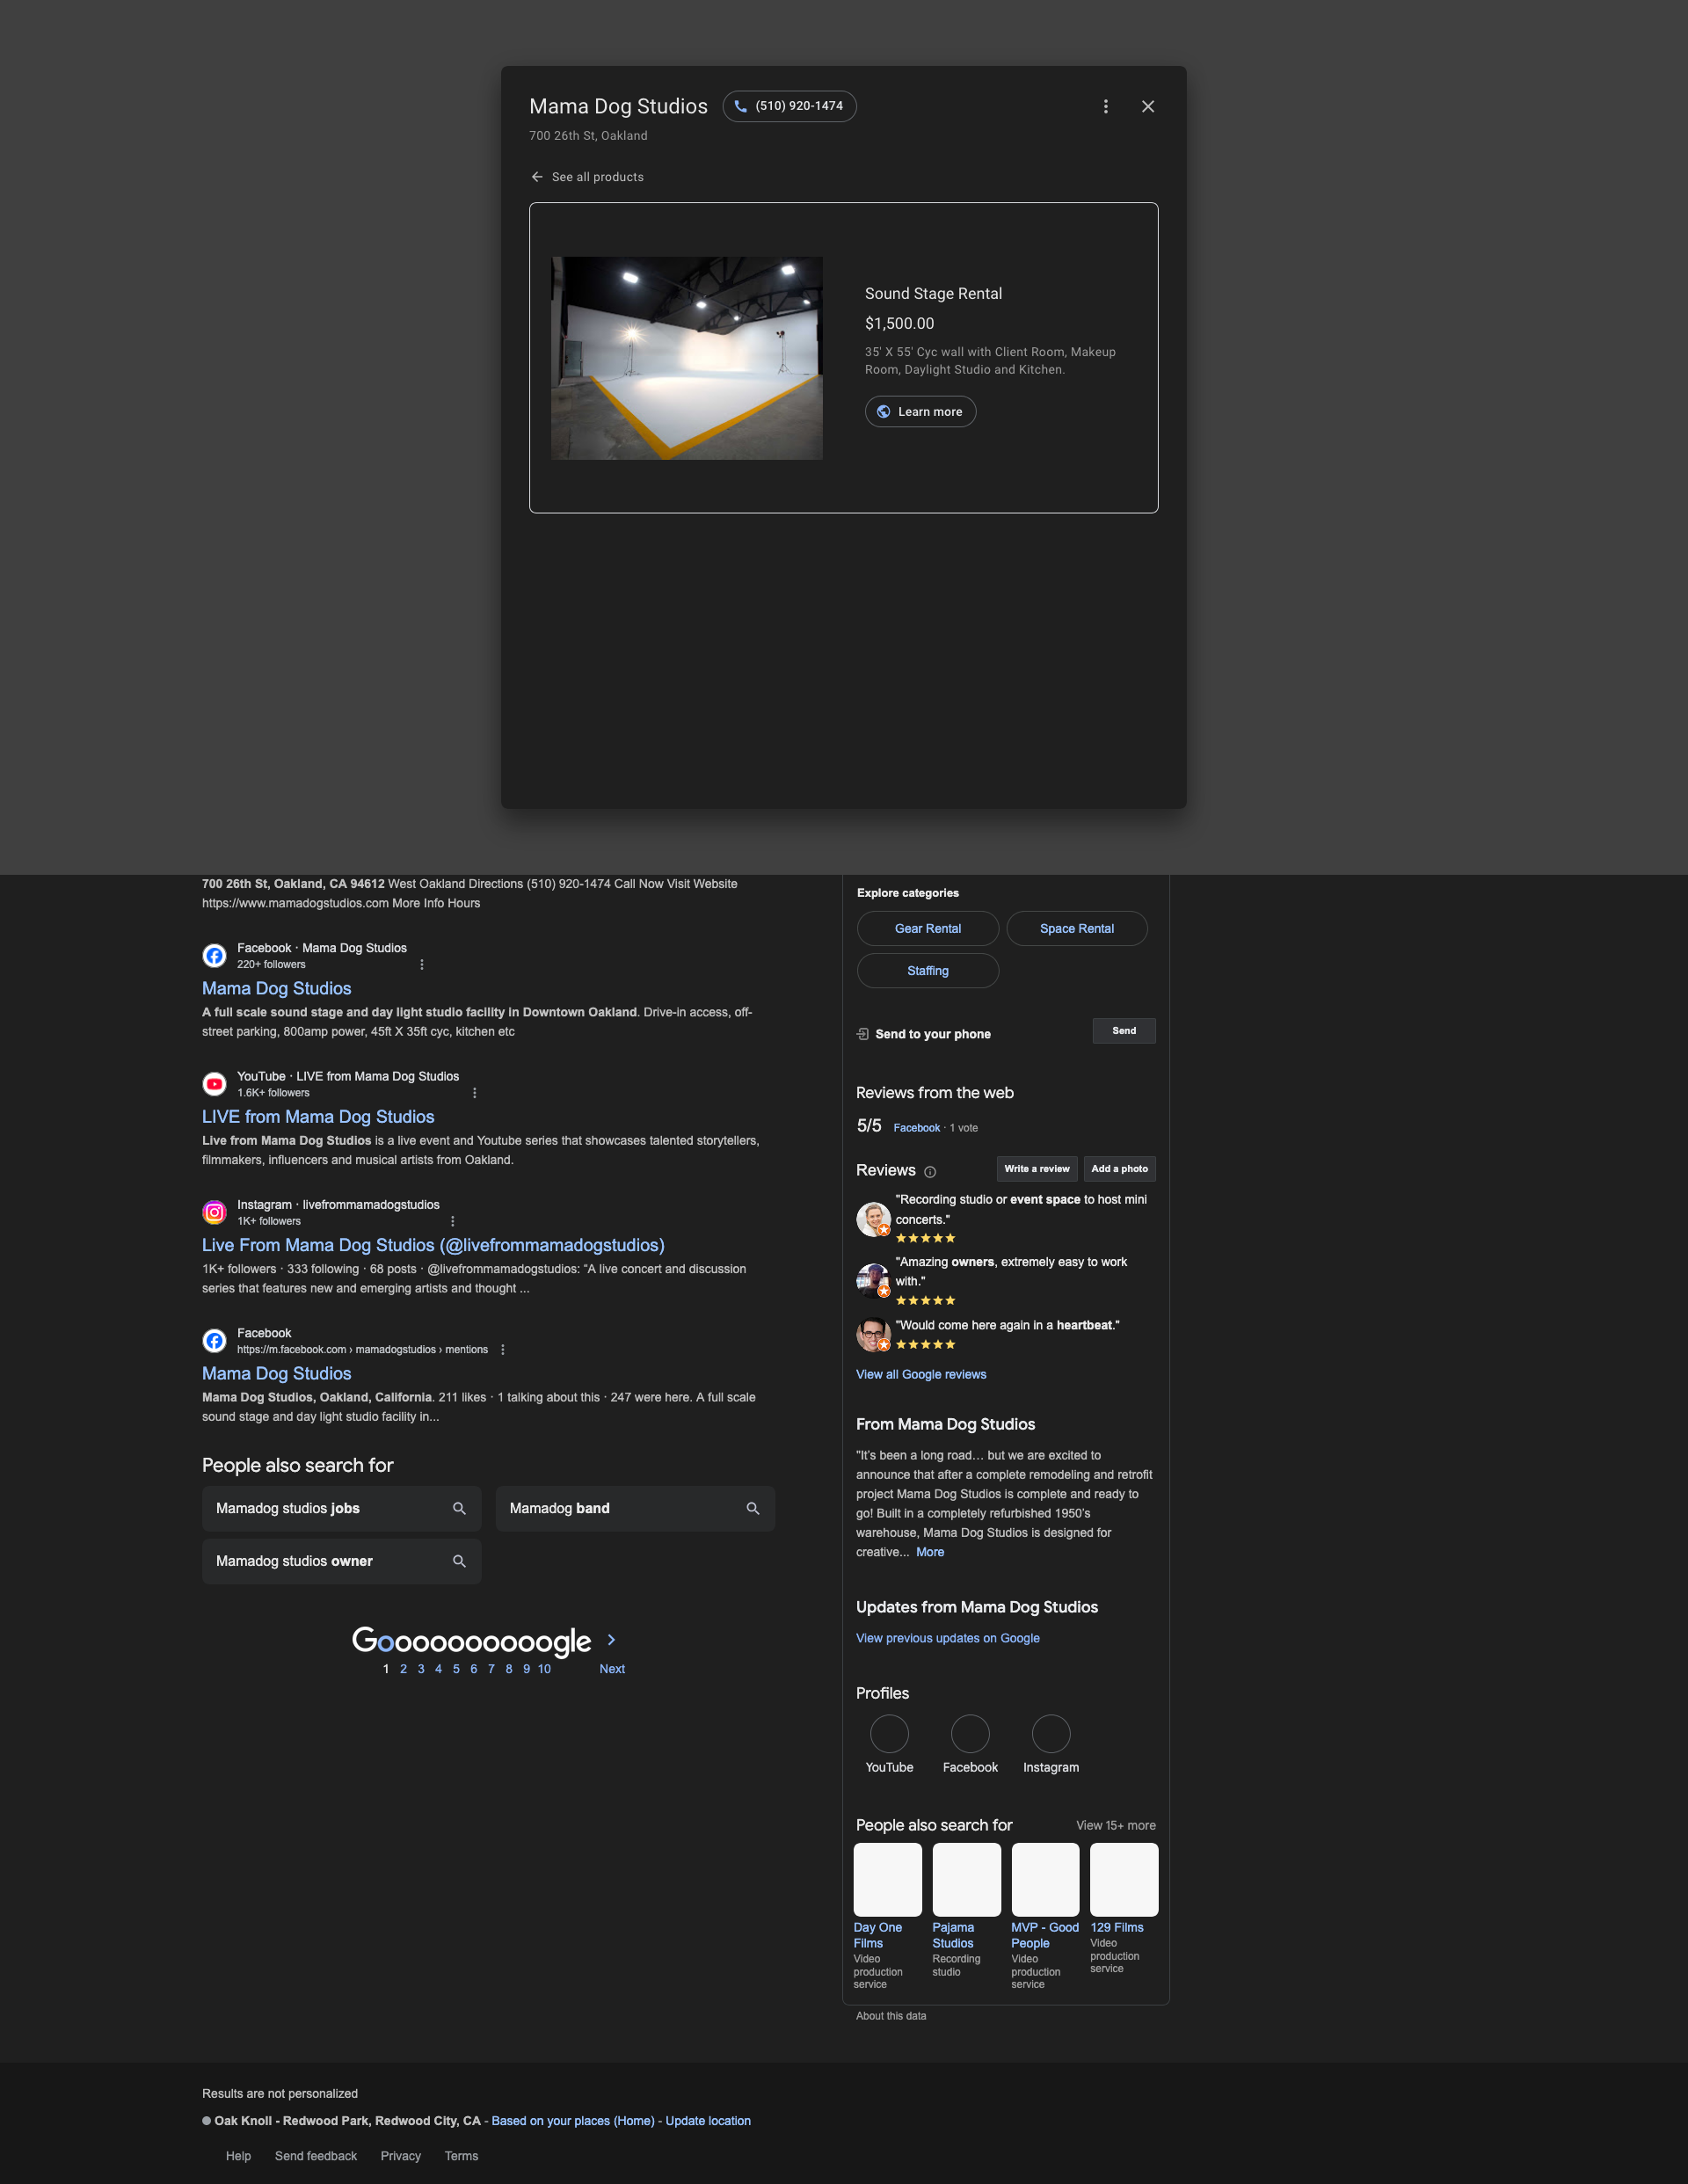 Mama Dog Studios
(510) 920-1474
700 26th St, Oakland
See all products
Sound Stage Rental
$1,500.00
35' X 55' Cyc wall with Client Room, Makeup
Room, Daylight Studio and Kitchen.
Learn more
700 26th St, Oakland, CA 94612 West Oakland Directions (510) 920-1474 Call Now Visit Website
https://www.mamadogstudios.com More Info Hours
Facebook · Mama Dog Studios
220+ followers
Mama Dog Studios
A full scale sound stage and day light studio facility in Downtown Oakland. Drive-in access, off-
street parking, 800amp power, 45ft X 35ft cyc, kitchen etc
YouTube · LIVE from Mama Dog Studios
1.6K+ followers
LIVE from Mama Dog Studios
Live from Mama Dog Studios is a live event and Youtube series that showcases talented storytellers,
filmmakers, influencers and musical artists from Oakland.
Instagram · livefrommamadogstudios
1K+ followers
Live From Mama Dog Studios (@livefrommamadogstudios)
1K+ followers · 333 following · 68 posts · @livefrommamadogstudios: “A live concert and discussion
series that features new and emerging artists and thought ...
Facebook
https://m.facebook.com › mamadogstudios › mentions
Mama Dog Studios
Mama Dog Studios, Oakland, California. 211 likes · 1 talking about this · 247 were here. A full scale
sound stage and day light studio facility in...
People also search for
Mamadog studios jobs
Mamadog band
Mamadog studios owner
Goooooooooogle
1 2 3 4 5 6 7 8 9 10 Next
Explore categories
Gear Rental
Space Rental
Staffing
Send to your phone
Send
Reviews from the web
5/5 Facebook · 1 vote
Reviews
Write a review
Add a photo
"Recording studio or event space to host mini
concerts."
"Amazing owners, extremely easy to work
with."
"Would come here again in a heartbeat."
View all Google reviews
From Mama Dog Studios
"It's been a long road… but we are excited to
announce that after a complete remodeling and retrofit
project Mama Dog Studios is complete and ready to
go! Built in a completely refurbished 1950's
warehouse, Mama Dog Studios is designed for
creative... More
Updates from Mama Dog Studios
View previous updates on Google
Profiles
YouTube
Facebook
Instagram
People also search for
View 15+ more
Day One
Films
Video
production
service
Pajama
Studios
Recording
studio
MVP - Good
People
Video
production
service
129 Films
Video
production
service
About this data
Results are not personalized
Oak Knoll - Redwood Park, Redwood City, CA - Based on your places (Home) - Update location
Help
Send feedback
Privacy
Terms